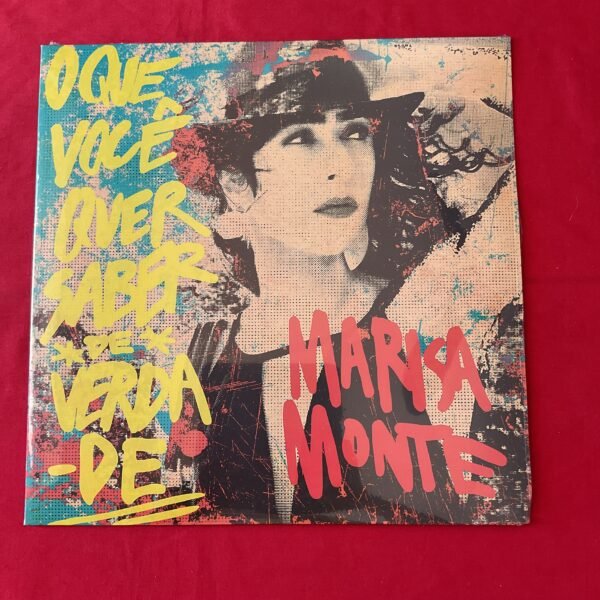 O QUE
VOCÊ
QUER
SABER
*DE*
VERDA
-DE
MARISA
MONTE